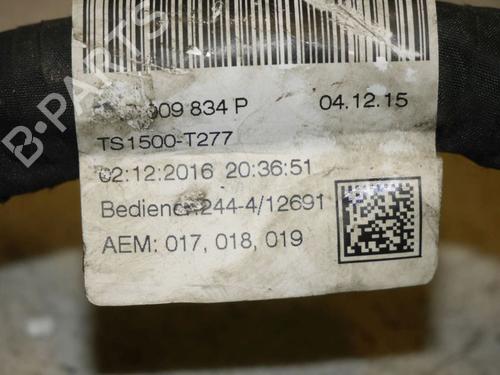 009 834 P 04.12.15
TS1500-T277
02:12:2016 20:36:51
244-4/12691
AEM: 017, 018, 019
B-PARTS